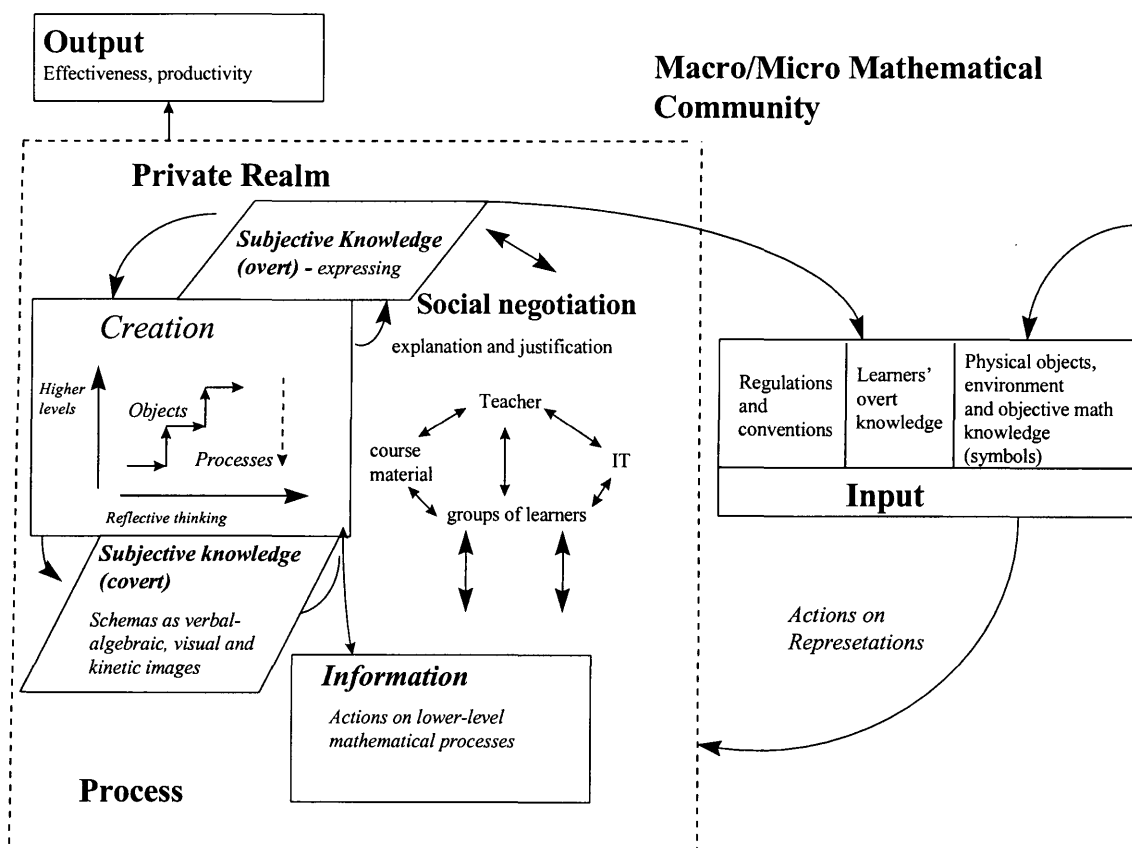 Output
Effectiveness, productivity
Macro/Micro Mathematical
Community
Private Realm
Subjective Knowledge
(overt) - expressing
Social negotiation
explanation and justification
Creation
Higher
levels
Objects
Processes
Reflective thinking
Teacher
course
material
IT
groups of learners
Regulations
and
conventions
Learners'
overt
knowledge
Physical objects,
environment
and objective math
knowledge
(symbols)
Input
Subjective knowledge
(covert)
Schemas as verbal-
algebraic, visual and
kinetic images
Actions on
Represetations
Information
Actions on lower-level
mathematical processes
Process